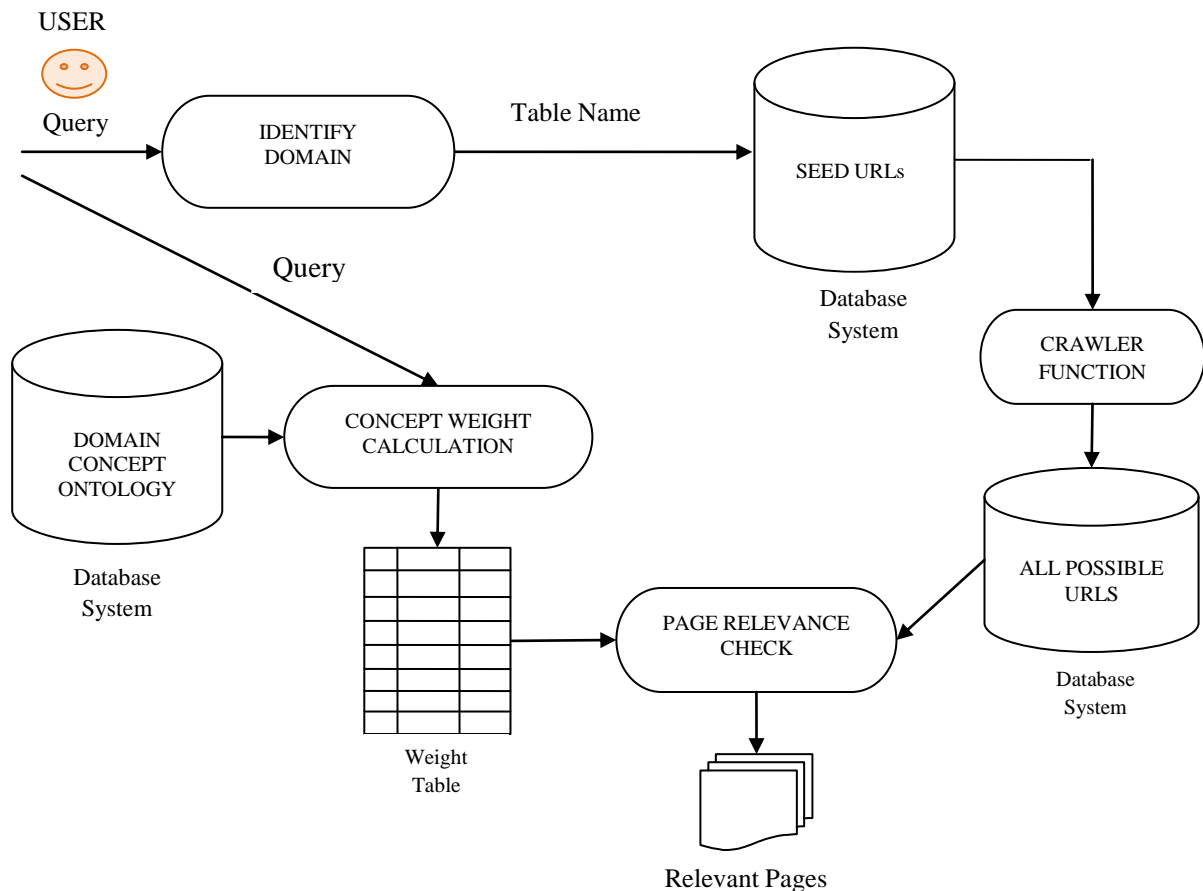 USER
Query
IDENTIFY
DOMAIN
Table Name
SEED URLs
Database
System
Query
CRAWLER
FUNCTION
DOMAIN
CONCEPT
ONTOLOGY
Database
System
CONCEPT WEIGHT
CALCULATION
ALL POSSIBLE
URLS
Database
System
PAGE RELEVANCE
CHECK
Weight
Table
Relevant Pages